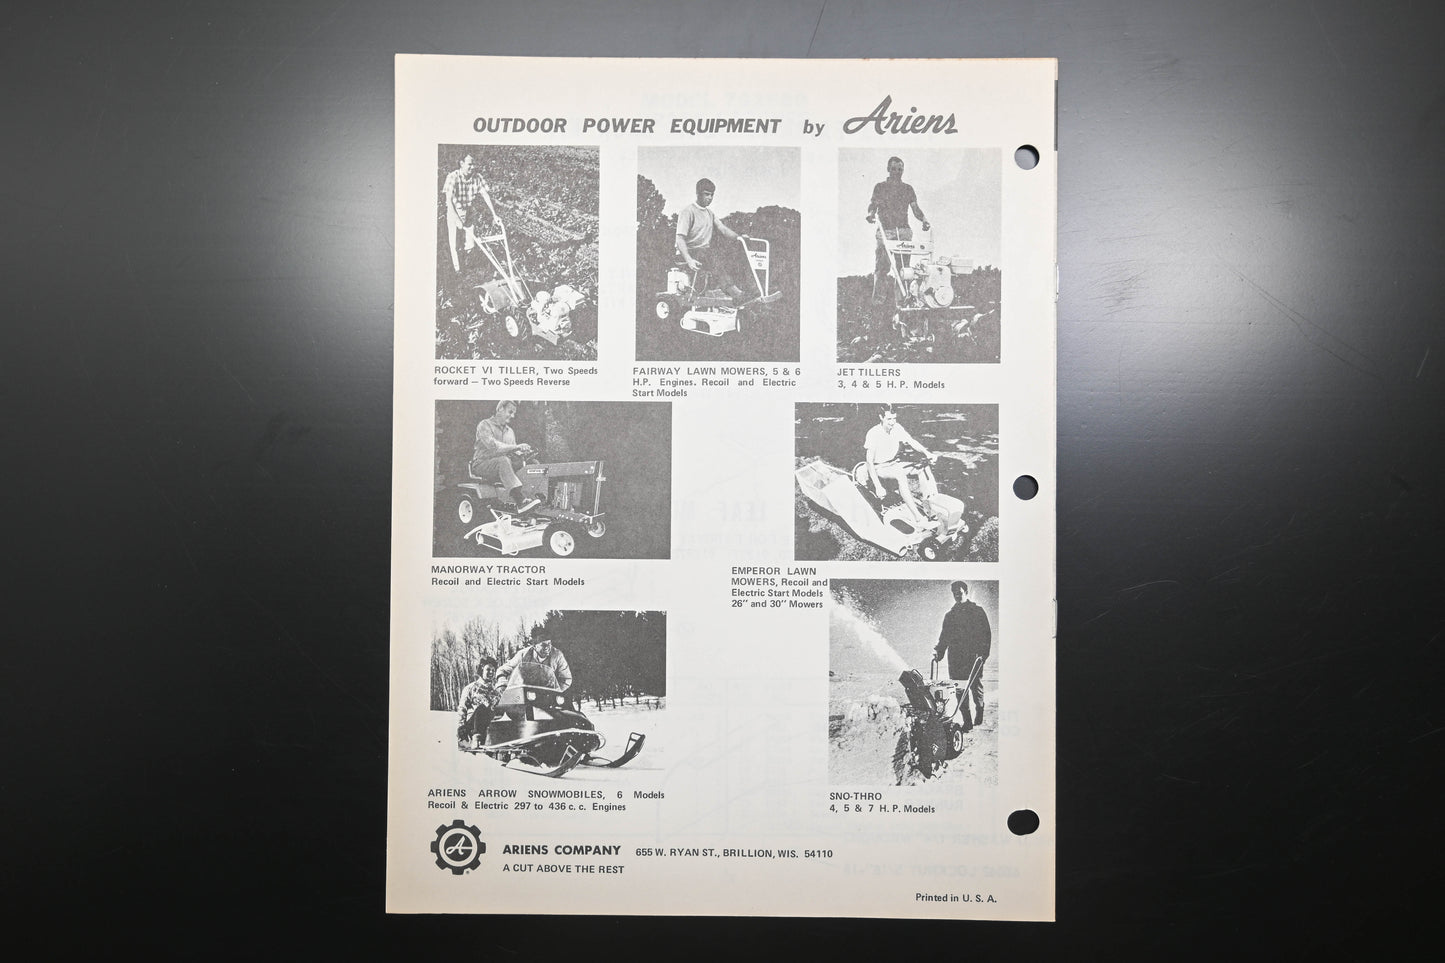 OUTDOOR POWER EQUIPMENT by Ariens
ROCKET VI TILLER, Two Speeds
forward — Two Speeds Reverse
FAIRWAY LAWN MOWERS, 5 & 6
H.P. Engines. Recoil and Electric
Start Models
JET TILLERS
3, 4 & 5 H. P. Models
MANORWAY TRACTOR
Recoil and Electric Start Models
EMPEROR LAWN
MOWERS, Recoil and
Electric Start Models
26" and 30" Mowers
ARIENS ARROW SNOWMOBILES, 6 Models
Recoil & Electric 297 to 436 c. c. Engines
SNO-THRO
4, 5 & 7 H. P. Models
ARIENS COMPANY 655 W. RYAN ST., BRILLION, WIS. 54110
A CUT ABOVE THE REST
Printed in U. S. A.